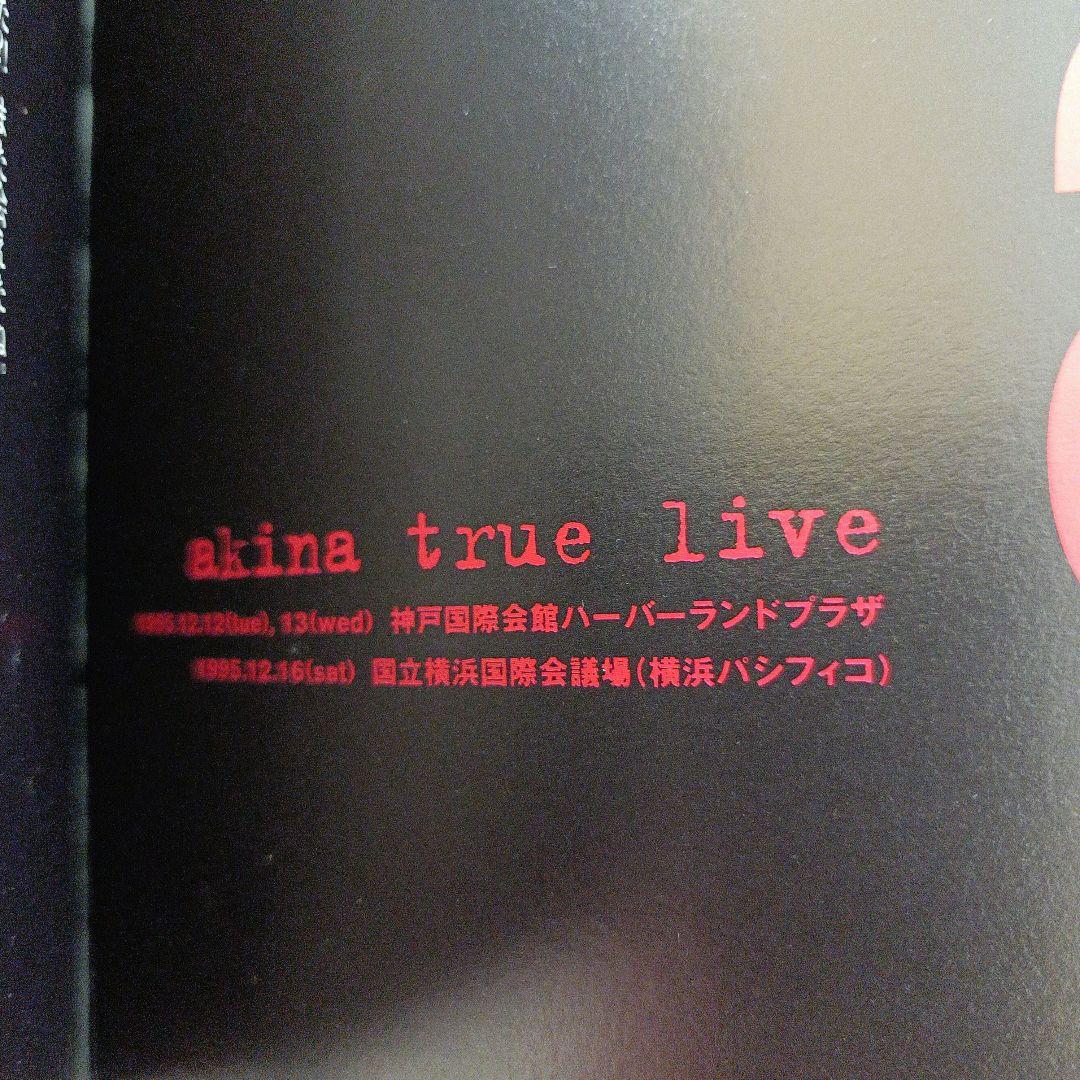 akina true live
1995.12.12(tue), 13(wed) 神戸国際会館ハーバーランドプラザ
1995.12.16(sat) 国立横浜国際会議場(横浜パシフィコ)